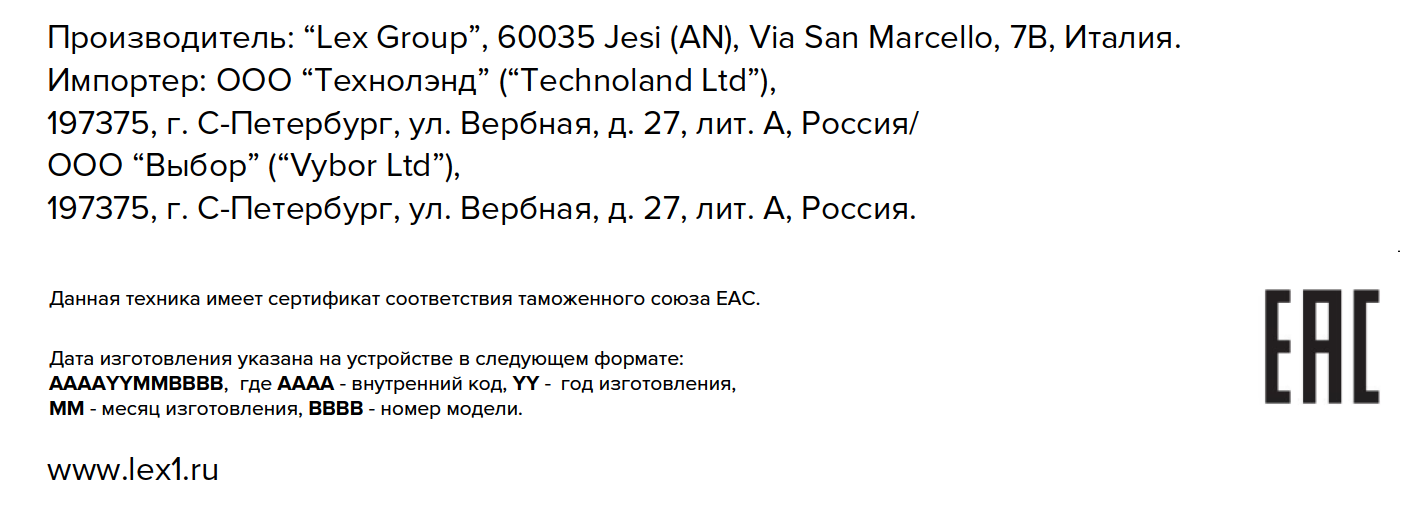 Производитель: “Lex Group”, 60035 Jesi (AN), Via San Marcello, 7B, Италия.
Импортер: ООО “Технолэнд” (“Technoland Ltd”),
197375, г. С-Петербург, ул. Вербная, д. 27, лит. А, Россия/
ООО “Выбор” (“Vybor Ltd”),
197375, г. С-Петербург, ул. Вербная, д. 27, лит. А, Россия.
Данная техника имеет сертификат соответствия таможенного союза ЕАС.
EAC
Дата изготовления указана на устройстве в следующем формате:
AAAAYYMMBBBB,  где AAAA - внутренний код, YY -  год изготовления,
MM - месяц изготовления, BBBB - номер модели.
www.lex1.ru